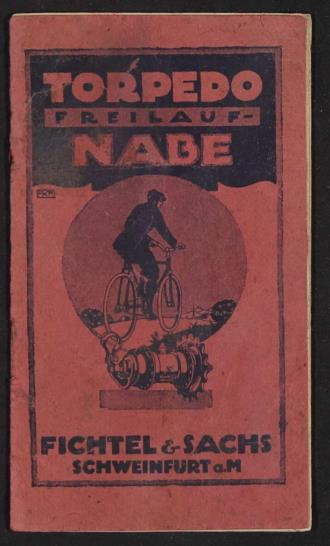 TORPEDO
FREILAUF-
NABE
FICHTEL & SACHS
SCHWEINFURT a.M